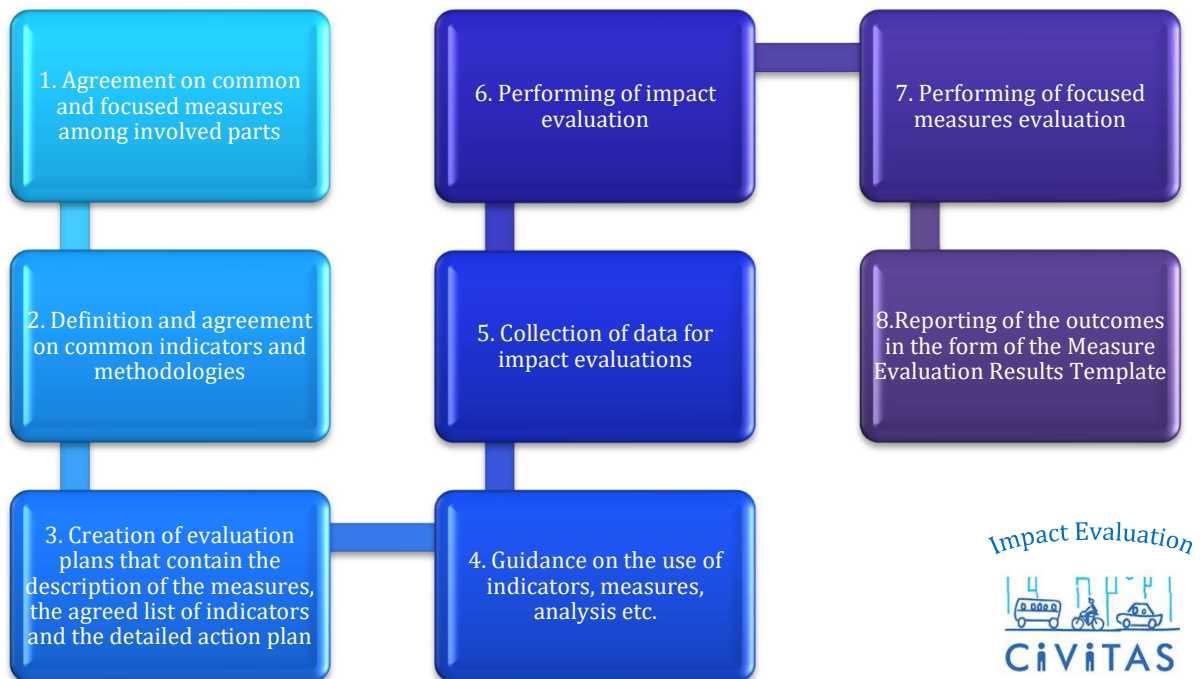 1. Agreement on common
and focused measures
among involved parts
2. Definition and agreement
on common indicators and
methodologies
3. Creation of evaluation
plans that contain the
description of the measures,
the agreed list of indicators
and the detailed action plan
4. Guidance on the use of
indicators, measures,
analysis etc.
5. Collection of data for
impact evaluations
6. Performing of impact
evaluation
7. Performing of focused
measures evaluation
8.Reporting of the outcomes
in the form of the Measure
Evaluation Results Template
Impact Evaluation
CiViTAS